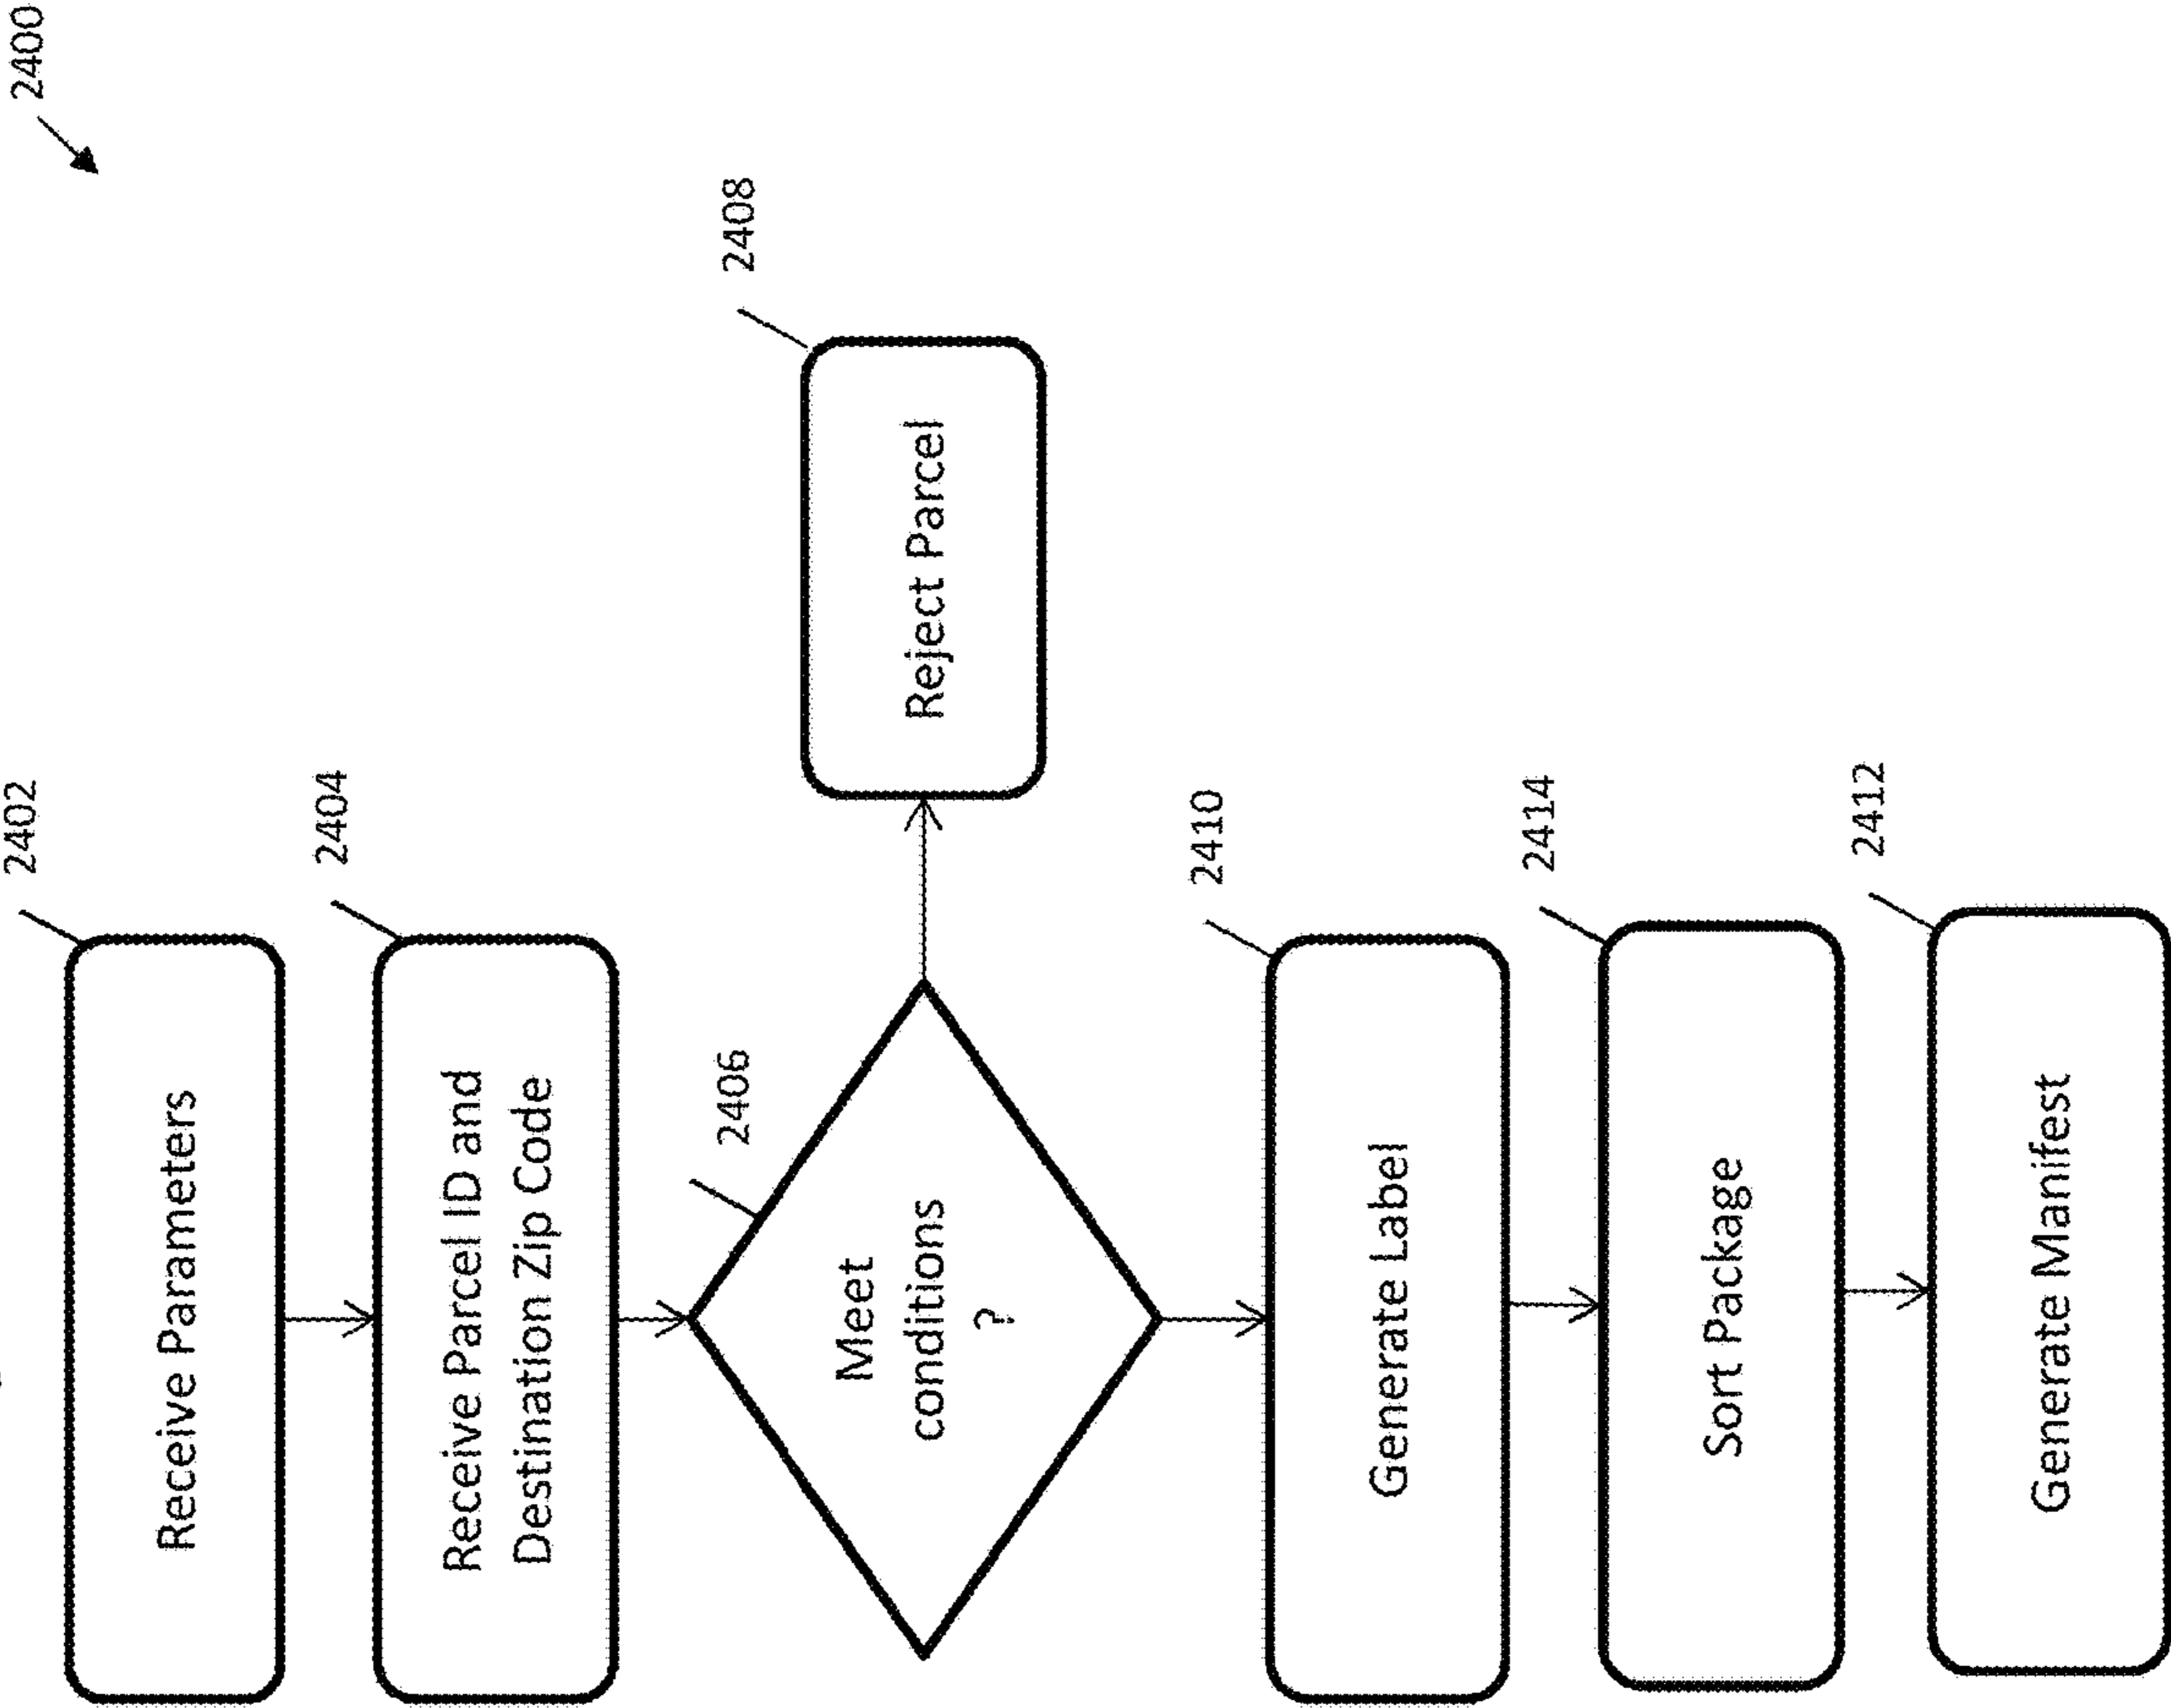 2400
2402
Receive Parameters
2404
Receive Parcel ID and
Destination Zip Code
2406
Meet
conditions
?
2408
Reject Parcel
2410
Generate Label
2414
Sort Package
2412
Generate Manifest